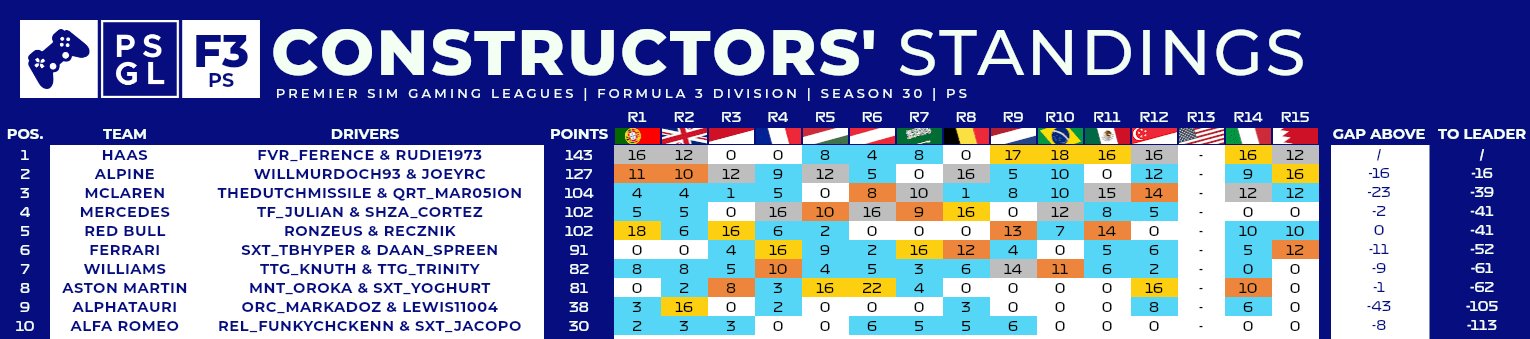 PS GL F3 PS CONSTRUCTORS' STANDINGS
PREMIER SIM GAMING LEAGUES | FORMULA 3 DIVISION | SEASON 30 | PS
R1 R2 R3 R4 R5 R6 R7 R8 R9 R10 R11 R12 R13 R14 R15
POS. TEAM DRIVERS POINTS GAP ABOVE TO LEADER
1 HAAS FVR_FERENCE & RUDIE1973 143 16 12 0 0 8 4 8 0 17 18 16 16 - 16 12 / /
2 ALPINE WILLMURDOCH93 & JOEYRC 127 11 10 12 9 12 5 0 16 5 10 0 12 - 9 16 -16 -16
3 MCLAREN THEDUTCHMISSILE & QRT_MAR05ION 104 4 4 1 5 0 8 10 1 8 10 15 14 - 12 12 -23 -39
4 MERCEDES TF_JULIAN & SHZA_CORTEZ 102 5 5 0 16 10 16 9 16 0 12 8 5 - 0 0 -2 -41
5 RED BULL RONZEUS & RECZNIK 102 18 6 16 6 2 0 0 0 13 7 14 0 - 10 10 0 -41
6 FERRARI SXT_TBHYPER & DAAN_SPREEN 91 0 0 4 16 9 2 16 12 4 0 5 6 - 5 12 -11 -52
7 WILLIAMS TTG_KNUTH & TTG_TRINITY 82 8 8 5 10 4 5 3 6 14 11 6 2 - 0 0 -9 -61
8 ASTON MARTIN MNT_OROKA & SXT_YOGHURT 81 0 2 8 3 16 22 4 0 0 0 0 16 - 10 0 -1 -62
9 ALPHATAURI ORC_MARKADOZ & LEWIS11004 38 3 16 0 2 0 0 0 3 0 0 0 8 - 6 0 -43 -105
10 ALFA ROMEO REL_FUNKYCHCKENN & SXT_JACOPO 30 2 3 3 0 0 6 5 5 6 0 0 0 - 0 0 -8 -113